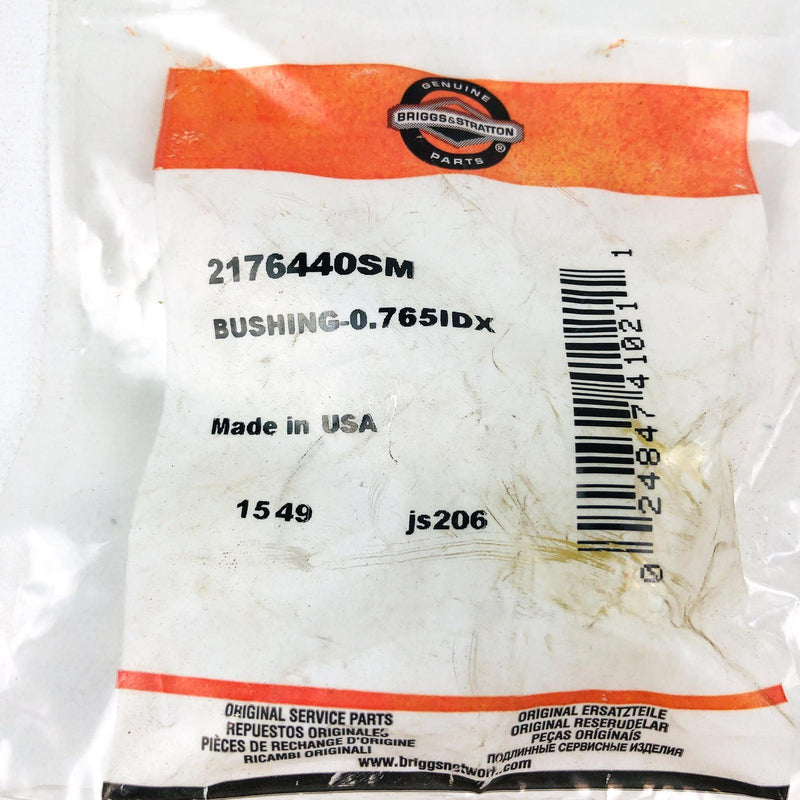 GENUINE
BRIGGS & STRATTON ®
PARTS
2176440SM
BUSHING-0.765IDX
Made in USA
1549 js206
0 24847 41021 1
ORIGINAL SERVICE PARTS
REPUESTOS ORIGINALES
PIÈCES DE RECHANGE D'ORIGINE
RICAMBI ORIGINALI
ORIGINAL ERSATZTEILE
ORIGINAL RESERUDELAR
PEÇAS ORIGINAIS
ПОДЛИННЫЕ СЕРВИСНЫЕ ИЗДЕЛИЯ
www.briggsnetwork.com